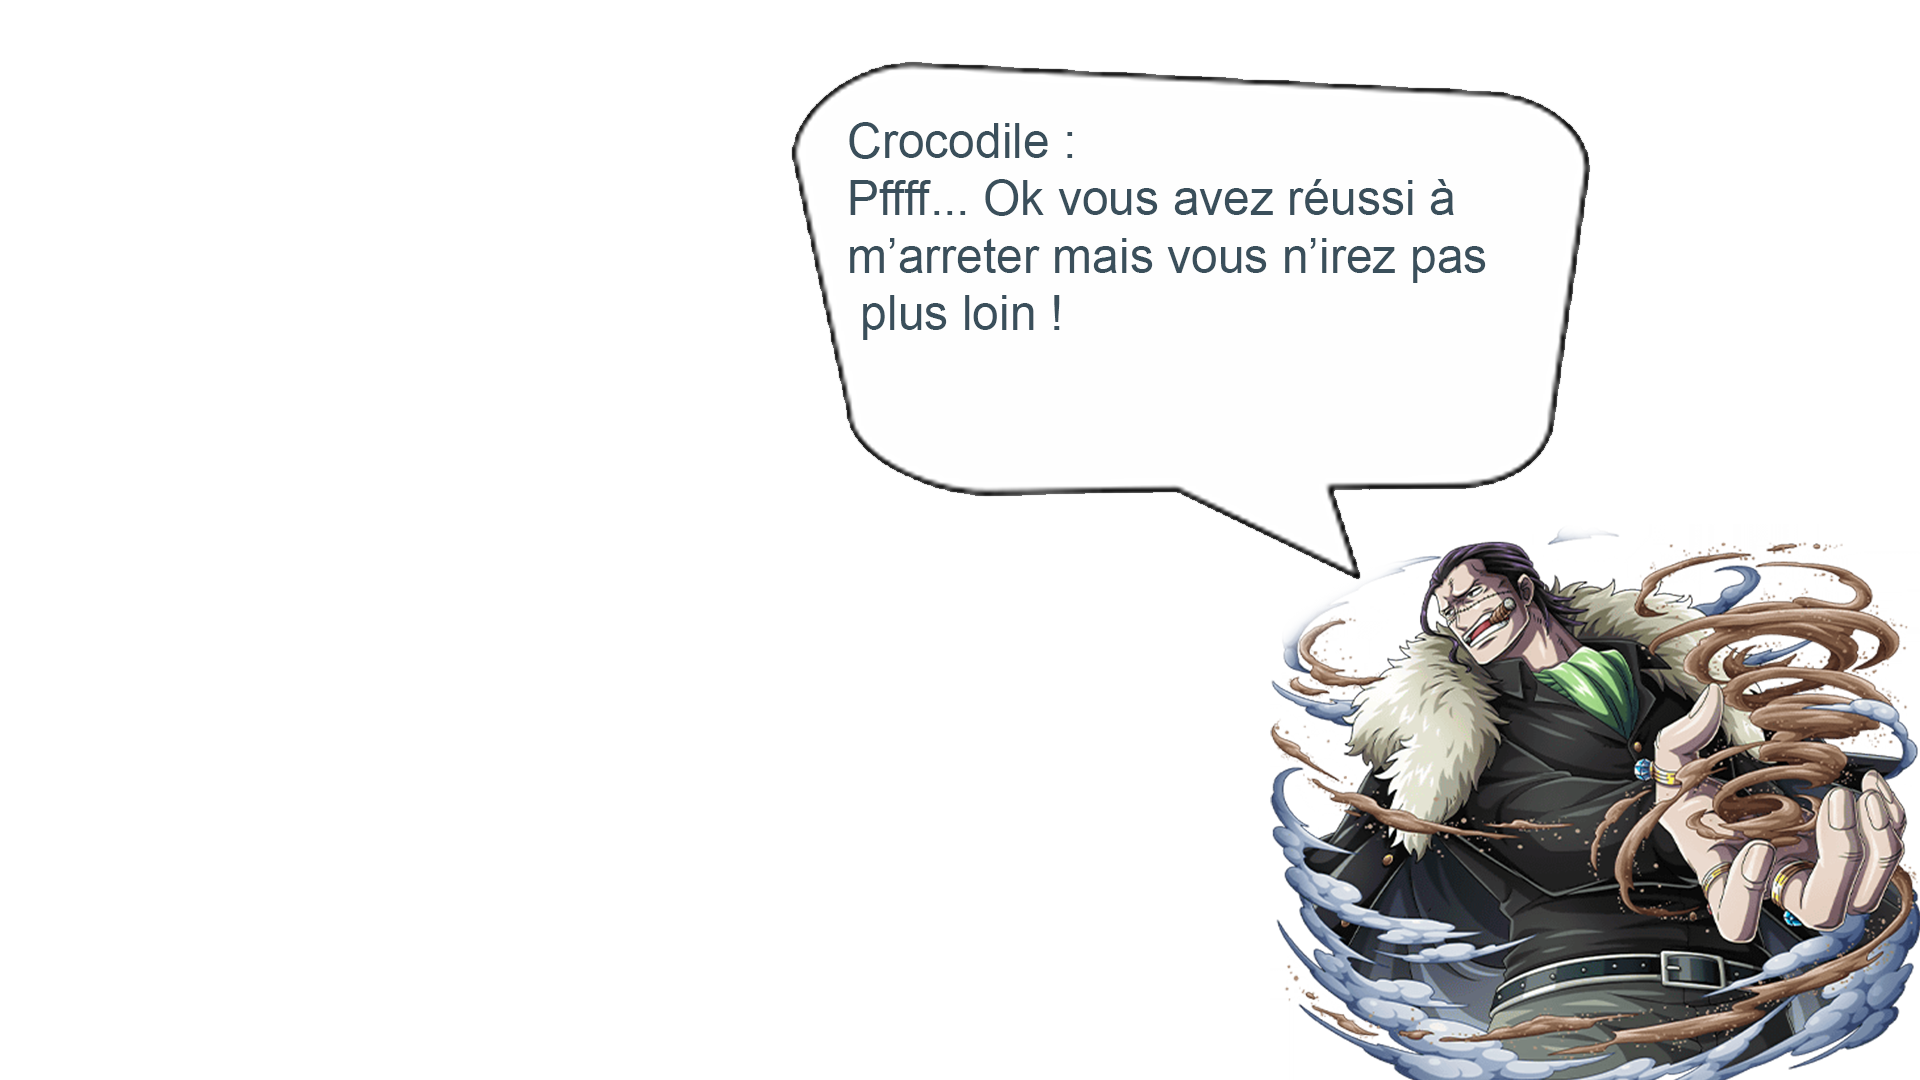 Crocodile :
Pffff... Ok vous avez réussi à
m’arreter mais vous n’irez pas
plus loin !